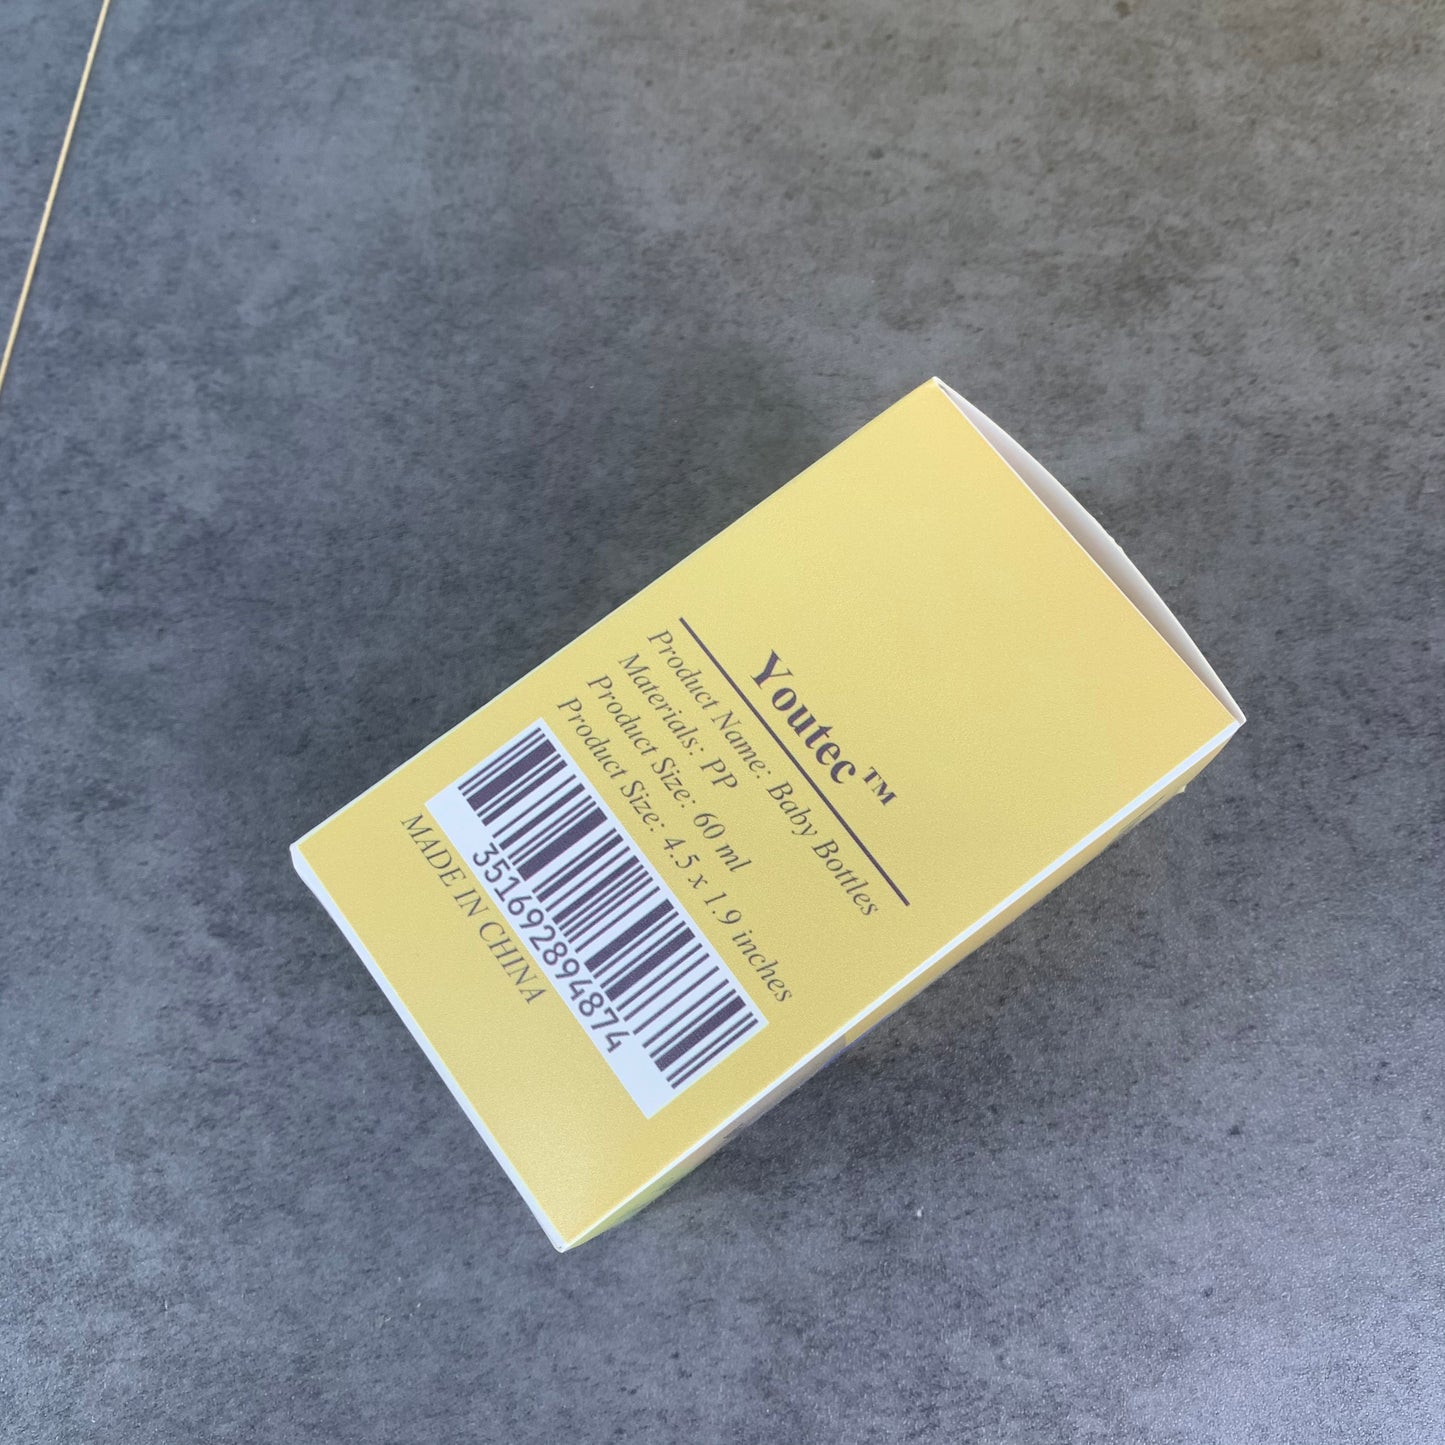 Youtec™
Product Name: Baby Bottles
Materials: PP
Product Size: 60 ml
Product Size: 4.5 x 1.9 inches
3516928948​74
MADE IN CHINA